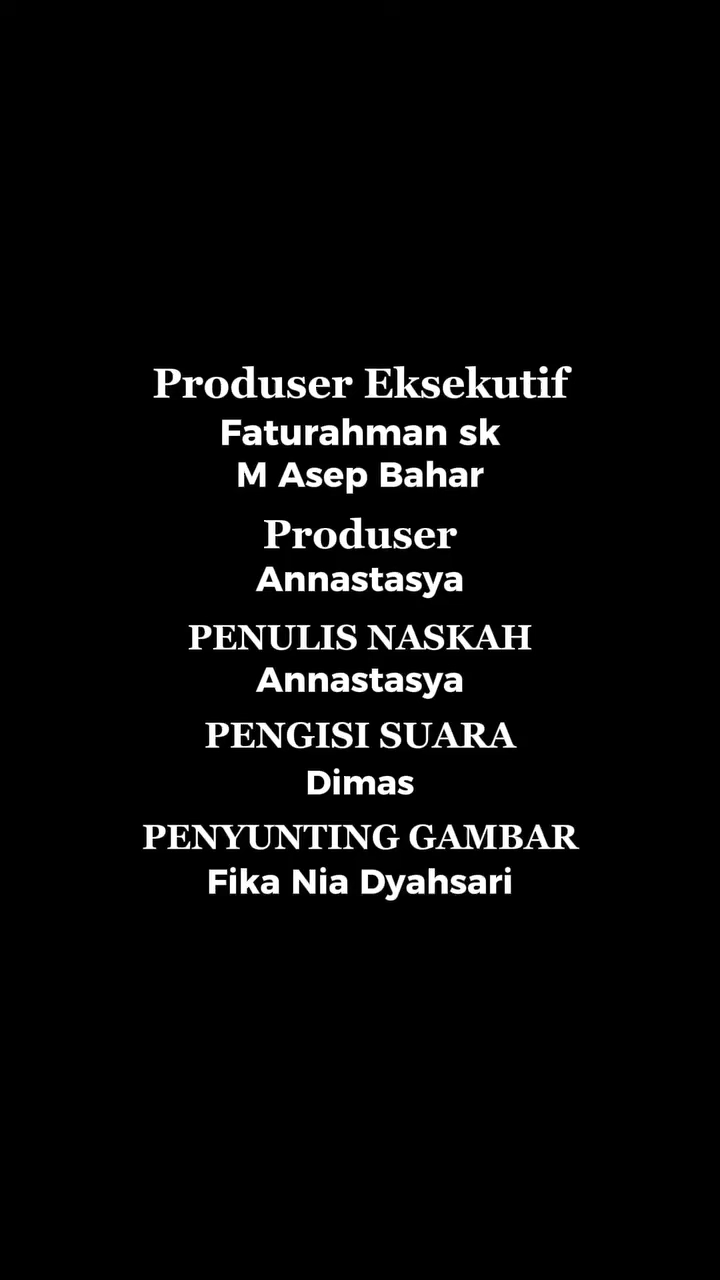 Produser Eksekutif
Faturahman sk
M Asep Bahar
Produser
Annastasya
PENULIS NASKAH
Annastasya
PENGISI SUARA
Dimas
PENYUNTING GAMBAR
Fika Nia Dyahsari